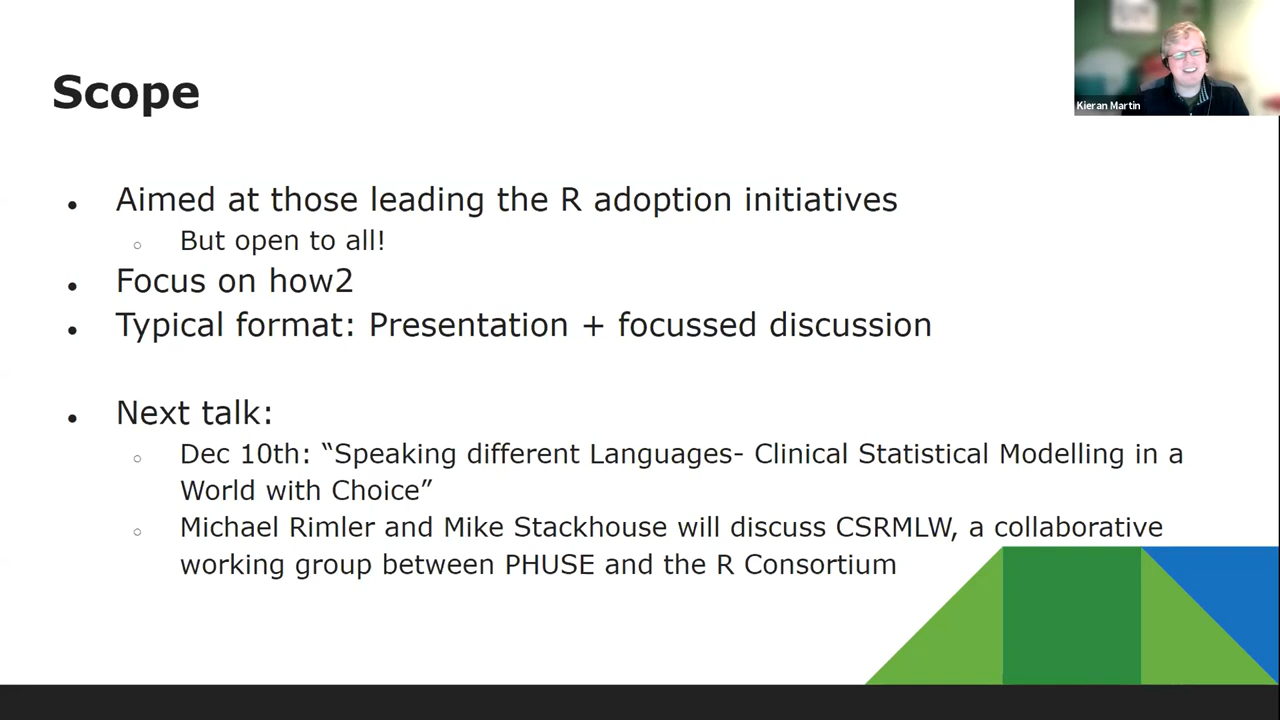 Scope
Kieran Martin
• Aimed at those leading the R adoption initiatives
○ But open to all!
• Focus on how2
• Typical format: Presentation + focussed discussion
• Next talk:
○ Dec 10th: “Speaking different Languages- Clinical Statistical Modelling in a
World with Choice”
○ Michael Rimler and Mike Stackhouse will discuss CSRMLW, a collaborative
working group between PHUSE and the R Consortium